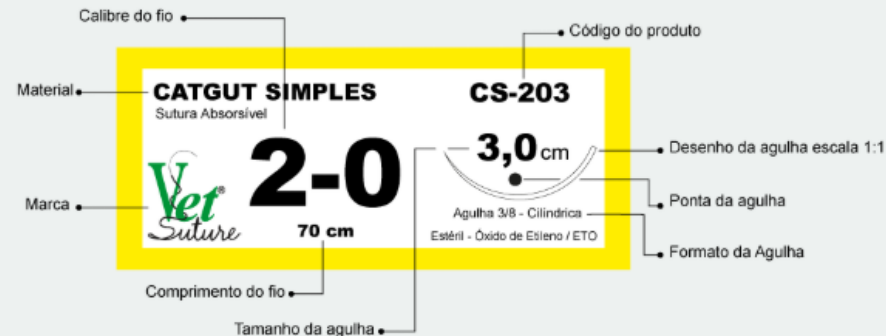 Calibre do fio
Código do produto
Material
CATGUT SIMPLES
CS-203
Sutura Absorsível
2-0
3,0 cm
Desenho da agulha escala 1:1
Marca
Vet®
Suture
Ponta da agulha
Agulha 3/8 - Cilíndrica
70 cm
Estéril - Óxido de Etileno / ETO
Formato da Agulha
Comprimento do fio
Tamanho da agulha